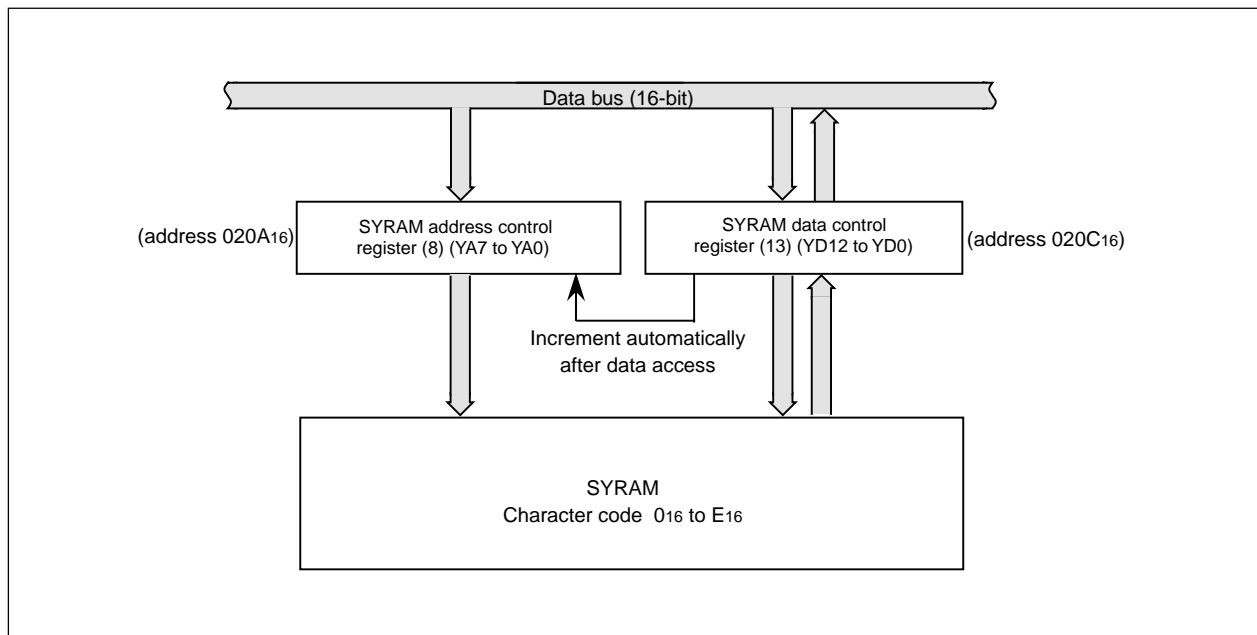 Data bus (16-bit)
(address 020A16)
SYRAM address control
register (8) (YA7 to YA0)
SYRAM data control
register (13) (YD12 to YD0)
(address 020C16)
Increment automatically
after data access
SYRAM
Character code 016 to E16